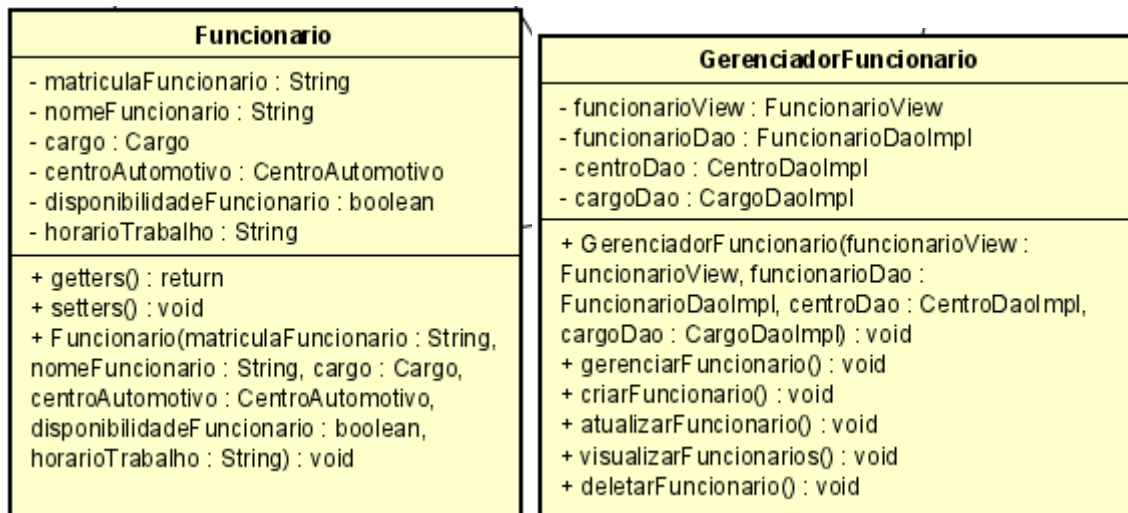 Funcionario
- matriculaFuncionario : String
- nomeFuncionario : String
- cargo : Cargo
- centroAutomotivo : CentroAutomotivo
- disponibilidadeFuncionario : boolean
- horarioTrabalho : String
+ getters() : return
+ setters() : void
+ Funcionario(matriculaFuncionario : String,
nomeFuncionario : String, cargo : Cargo,
centroAutomotivo : CentroAutomotivo,
disponibilidadeFuncionario : boolean,
horarioTrabalho : String) : void
GerenciadorFuncionario
- funcionarioView : FuncionarioView
- funcionarioDao : FuncionarioDaoImpl
- centroDao : CentroDaoImpl
- cargoDao : CargoDaoImpl
+ GerenciadorFuncionario(funcionarioView :
FuncionarioView, funcionarioDao :
FuncionarioDaoImpl, centroDao : CentroDaoImpl,
cargoDao : CargoDaoImpl) : void
+ gerenciarFuncionario() : void
+ criarFuncionario() : void
+ atualizarFuncionario() : void
+ visualizarFuncionarios() : void
+ deletarFuncionario() : void